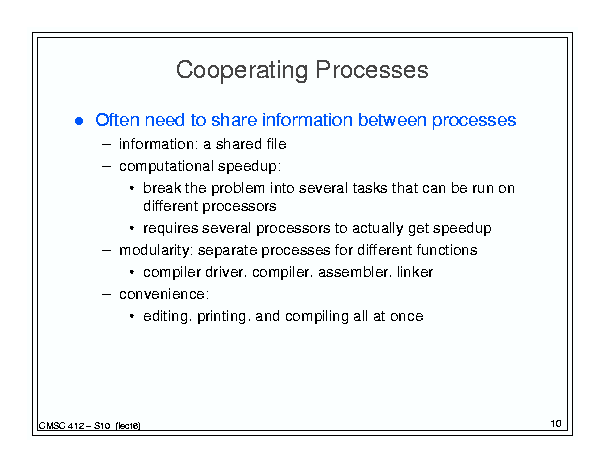 Cooperating Processes
● Often need to share information between processes
– information: a shared file
– computational speedup:
• break the problem into several tasks that can be run on
different processors
• requires several processors to actually get speedup
– modularity: separate processes for different functions
• compiler driver, compiler, assembler, linker
– convenience:
• editing, printing, and compiling all at once
CMSC 412 – S10 (lect6)
10